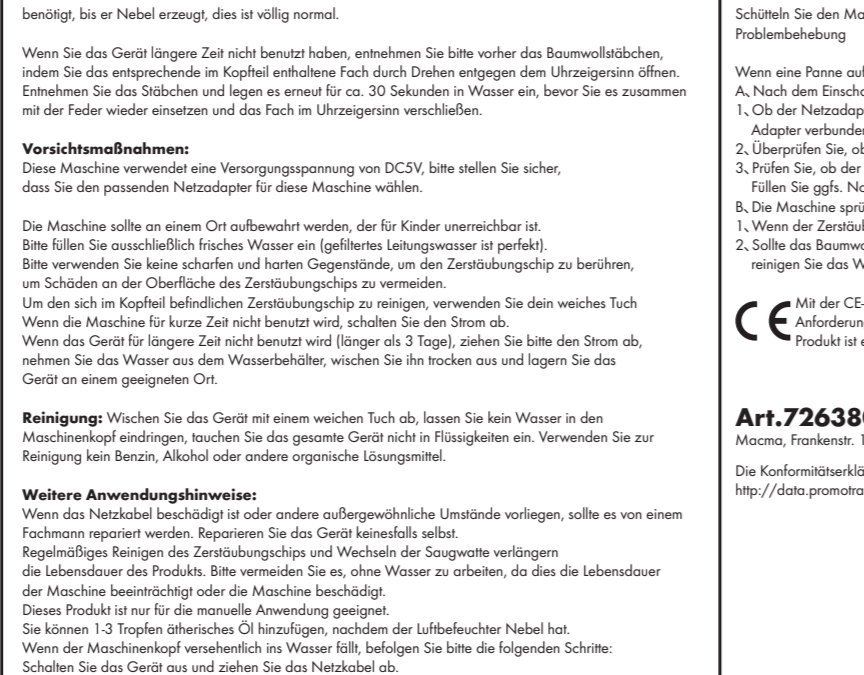 benötigt, bis er Nebel erzeugt, dies ist völlig normal.
Wenn Sie das Gerät längere Zeit nicht benutzt haben, entnehmen Sie bitte vorher das Baumwollstäbchen,
indem Sie das entsprechende im Kopfteil enthaltene Fach durch Drehen entgegen dem Uhrzeigersinn öffnen.
Entnehmen Sie das Stäbchen und legen es erneut für ca. 30 Sekunden in Wasser ein, bevor Sie es zusammen
mit der Feder wieder einsetzen und das Fach im Uhrzeigersinn verschließen.
Vorsichtsmaßnahmen:
Diese Maschine verwendet eine Versorgungsspannung von DC5V, bitte stellen Sie sicher,
dass Sie den passenden Netzadapter für diese Maschine wählen.
Die Maschine sollte an einem Ort aufbewahrt werden, der für Kinder unerreichbar ist.
Bitte füllen Sie ausschließlich frisches Wasser ein (gefiltertes Leitungswasser ist perfekt).
Bitte verwenden Sie keine scharfen und harten Gegenstände, um den Zerstäubungschip zu berühren,
um Schäden an der Oberfläche des Zerstäubungschips zu vermeiden.
Um den sich im Kopfteil befindlichen Zerstäubungschip zu reinigen, verwenden Sie dein weiches Tuch
Wenn die Maschine für kurze Zeit nicht benutzt wird, schalten Sie den Strom ab.
Wenn das Gerät für längere Zeit nicht benutzt wird (länger als 3 Tage), ziehen Sie bitte den Strom ab,
nehmen Sie das Wasser aus dem Wasserbehälter, wischen Sie ihn trocken aus und lagern Sie das
Gerät an einem geeigneten Ort.
Reinigung: Wischen Sie das Gerät mit einem weichen Tuch ab, lassen Sie kein Wasser in den
Maschinenkopf eindringen, tauchen Sie das gesamte Gerät nicht in Flüssigkeiten ein. Verwenden Sie zur
Reinigung kein Benzin, Alkohol oder andere organische Lösungsmittel.
Weitere Anwendungshinweise:
Wenn das Netzkabel beschädigt ist oder andere außergewöhnliche Umstände vorliegen, sollte es von einem
Fachmann repariert werden. Reparieren Sie das Gerät keinesfalls selbst.
Regelmäßiges Reinigen des Zerstäubungschips und Wechseln der Saugwatte verlängern
die Lebensdauer des Produkts. Bitte vermeiden Sie es, ohne Wasser zu arbeiten, da dies die Lebensdauer
der Maschine beeinträchtigt oder die Maschine beschädigt.
Dieses Produkt ist nur für die manuelle Anwendung geeignet.
Sie können 1-3 Tropfen ätherisches Öl hinzufügen, nachdem der Luftbefeuchter Nebel hat.
Wenn der Maschinenkopf versehentlich ins Wasser fällt, befolgen Sie bitte die folgenden Schritte:
Schalten Sie das Gerät aus und ziehen Sie das Netzkabel ab.
Schütteln Sie den Ma
Problembehebung
Wenn eine Panne auf
A、Nach dem Einscha
1、Ob der Netzadap
Adapter verbunden
2、Überprüfen Sie, ob
3、Prüfen Sie, ob der
Füllen Sie ggfs. No
B、Die Maschine sprü
1、Wenn der Zerstäub
2、Sollte das Baumwo
reinigen Sie das W
CE Mit der CE-
Anforderun
Produkt ist e
Art.72638
Macma, Frankenstr. 1
Die Konformitätserklä
http://data.promotra